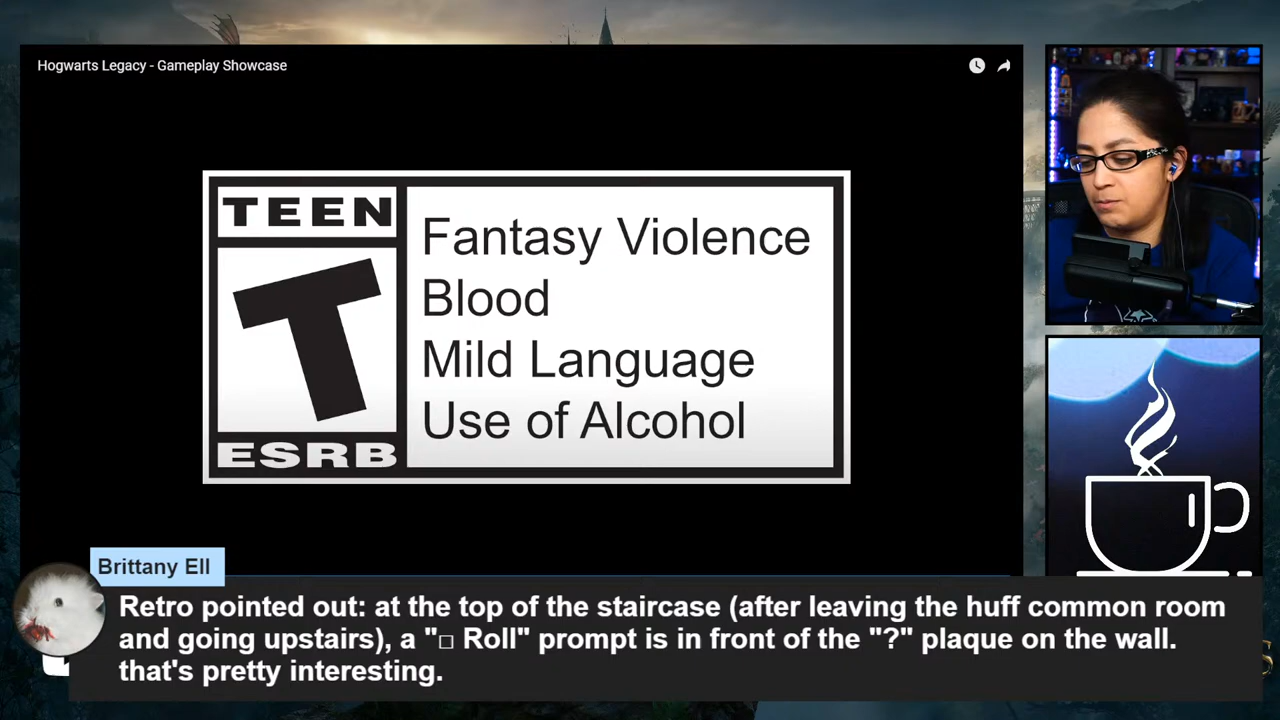 Hogwarts Legacy - Gameplay Showcase
TEEN
T
ESRB
Fantasy Violence
Blood
Mild Language
Use of Alcohol
Brittany Ell
Retro pointed out: at the top of the staircase (after leaving the huff common room
and going upstairs), a "□ Roll" prompt is in front of the "?" plaque on the wall.
that's pretty interesting.